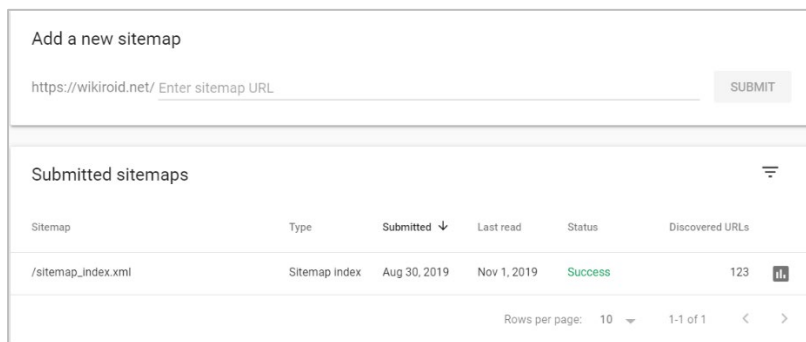 Add a new sitemap
https://wikiroid.net/ Enter sitemap URL SUBMIT
Submitted sitemaps
Sitemap Type Submitted Last read Status Discovered URLs
/sitemap_index.xml Sitemap index Aug 30, 2019 Nov 1, 2019 Success 123
Rows per page: 10 1-1 of 1